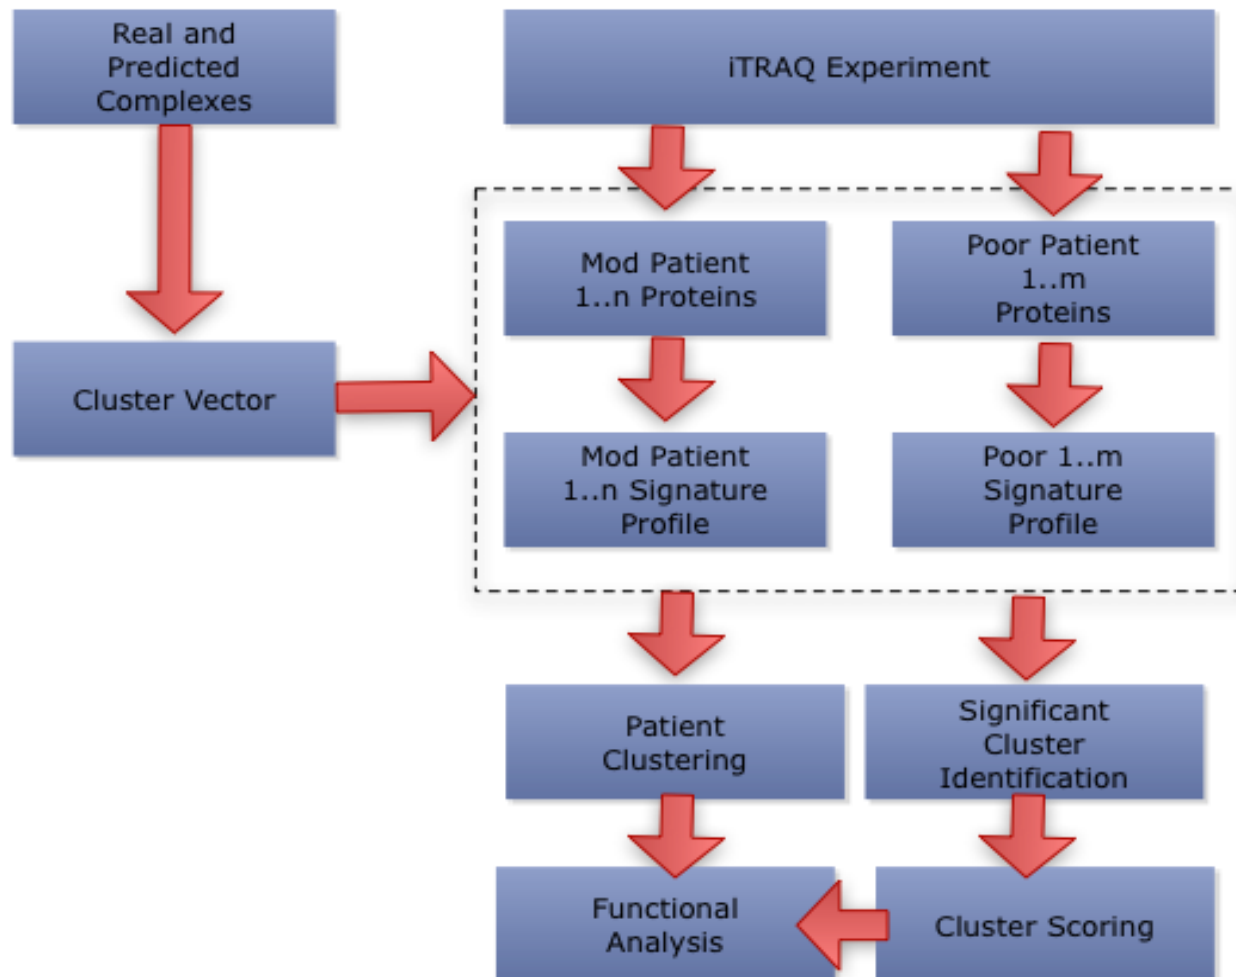 Real and
Predicted
Complexes
iTRAQ Experiment
Mod Patient
1..n Proteins
Poor Patient
1..m
Proteins
Cluster Vector
Mod Patient
1..n Signature
Profile
Poor 1..m
Signature
Profile
Patient
Clustering
Significant
Cluster
Identification
Functional
Analysis
Cluster Scoring